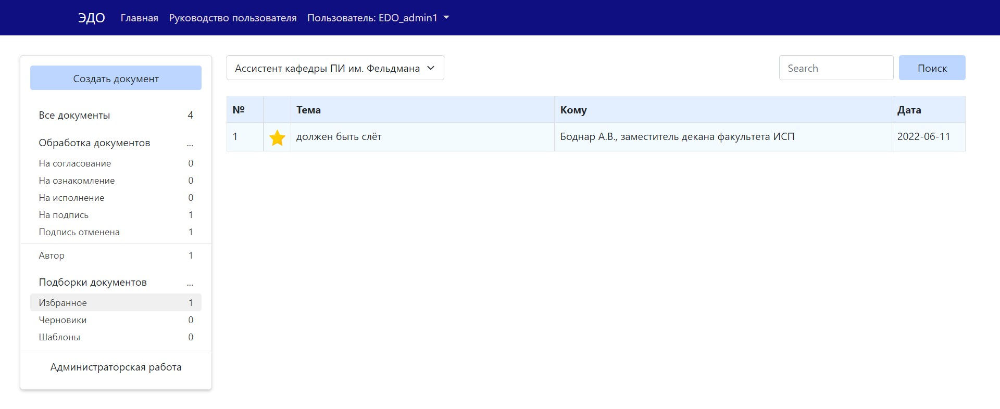 ЭДО Главная Руководство пользователя Пользователь: EDO_admin1
Создать документ
Все документы 4
Обработка документов ...
На согласование 0
На ознакомление 0
На исполнение 0
На подпись 1
Подпись отменена 1
Автор 1
Подборки документов ...
Избранное 1
Черновики 0
Шаблоны 0
Администраторская работа
Ассистент кафедры ПИ им. Фельдмана
Search Поиск
№ Тема Кому Дата
1 должен быть слёт Боднар А.В., заместитель декана факультета ИСП 2022-06-11